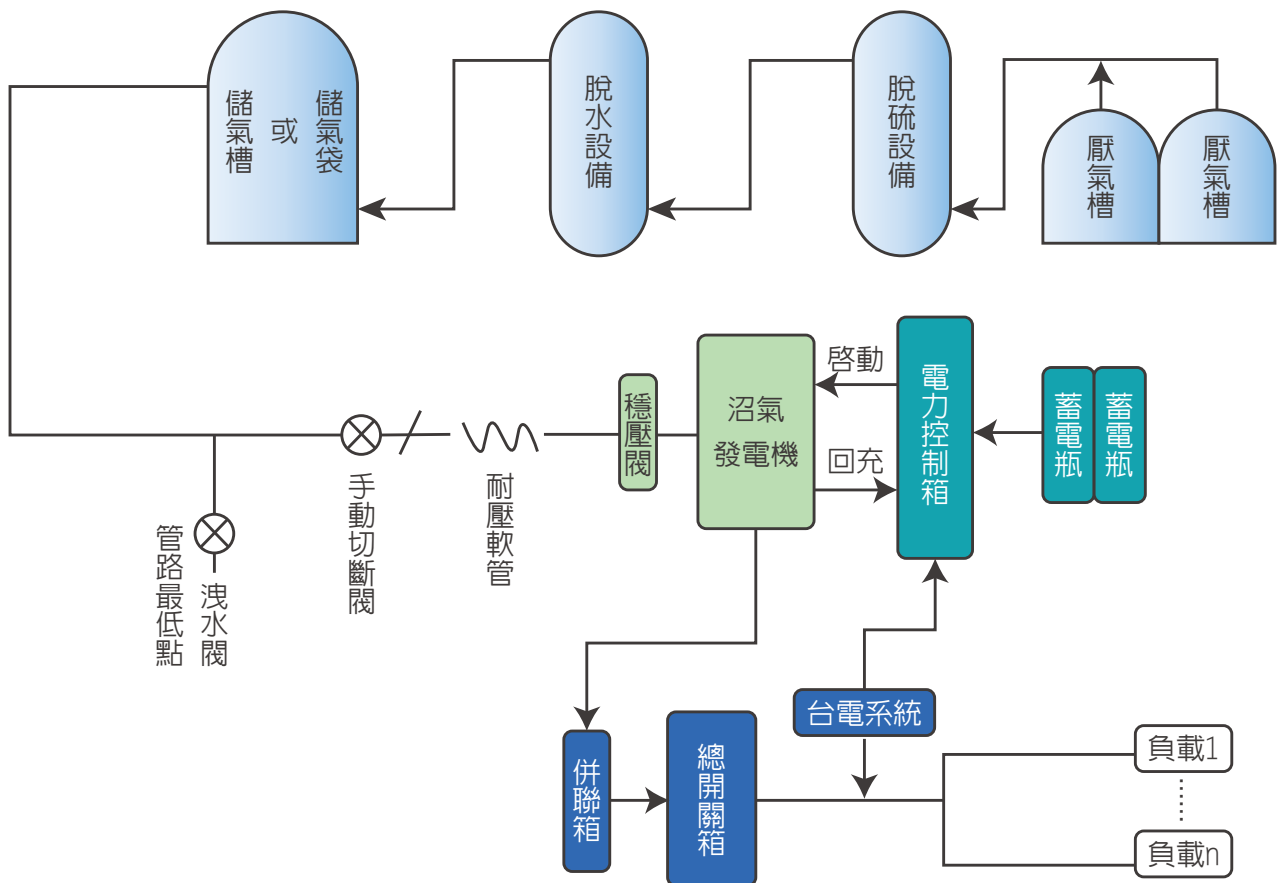 儲氣槽
或
儲氣袋
脫水設備
脫硫設備
厭氣槽
厭氣槽
管路最低點
洩水閥
手動切斷閥
耐壓軟管
穩壓閥
沼氣
發電機
啓動
回充
電力控制箱
蓄電瓶
蓄電瓶
併聯箱
總開關箱
台電系統
負載1
負載n